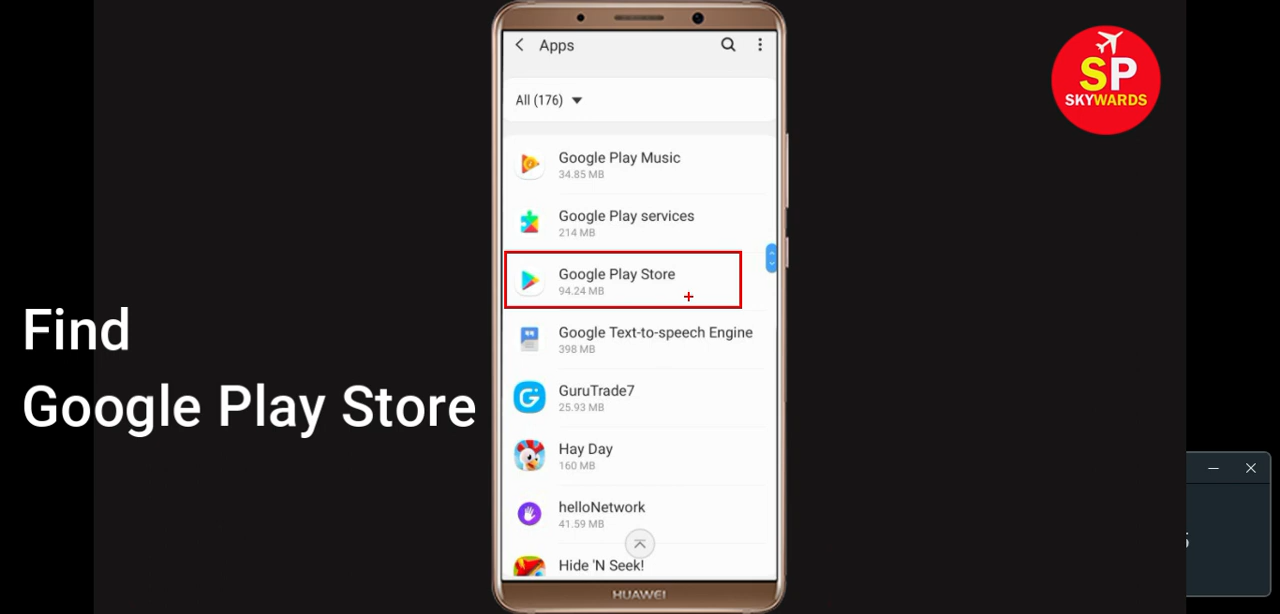 Apps
All (176)
Google Play Music
34.85 MB
Google Play services
214 MB
Google Play Store
94.24 MB
Google Text-to-speech Engine
398 MB
GuruTrade7
25.93 MB
Hay Day
160 MB
helloNetwork
41.59 MB
Hide 'N Seek!
HUAWEI
Find
Google Play Store
SP
SKYWARDS